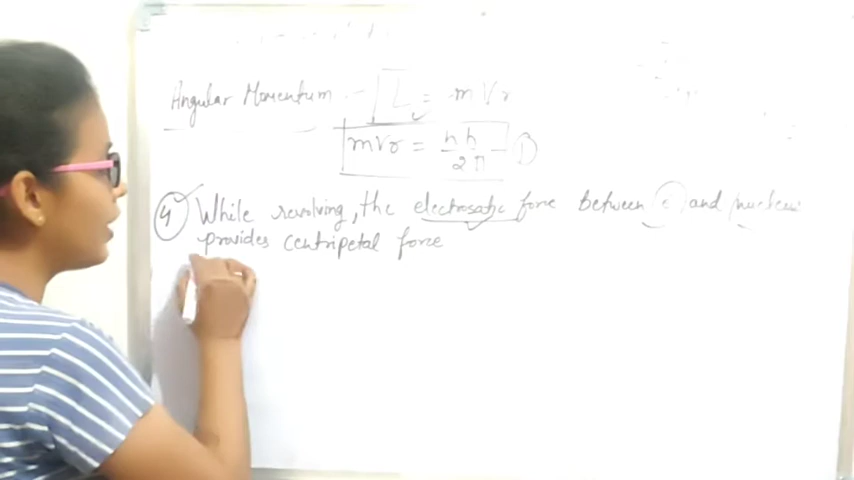 Angular Momentum - L = mVr
mVr = nh/2π - ①
④ While revolving, the electrosatic force between e⁻ and nucleus
provides centripetal force